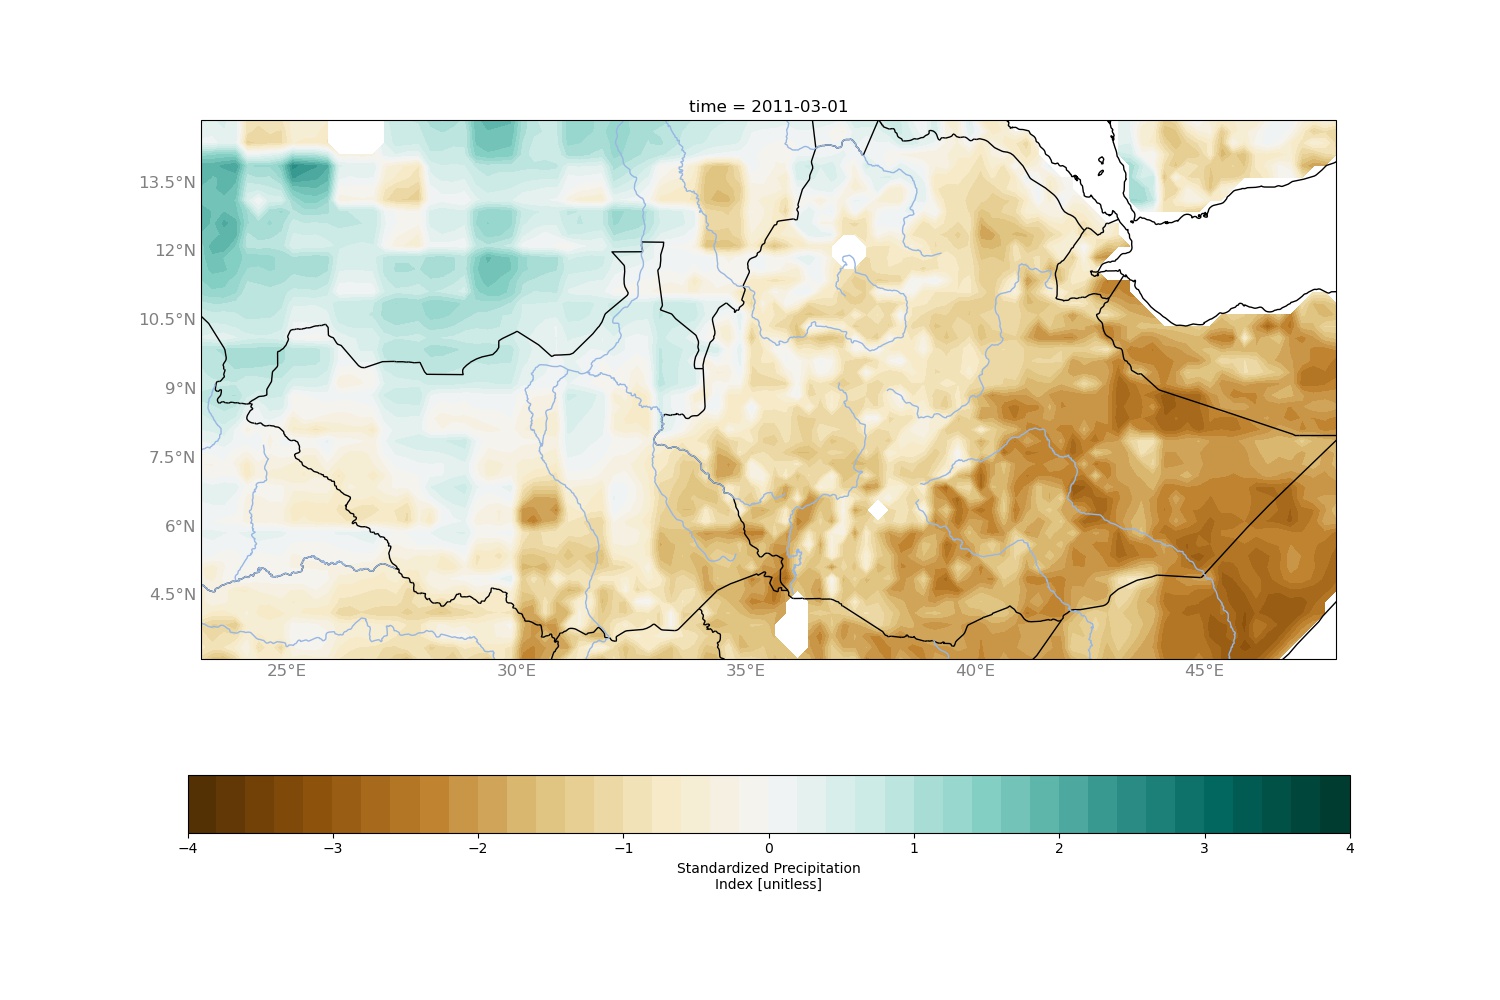 time = 2011-03-01
13.5°N
12°N
10.5°N
9°N
7.5°N
6°N
4.5°N
25°E 30°E 35°E 40°E 45°E
−4 −3 −2 −1 0 1 2 3 4
Standardized Precipitation
Index [unitless]